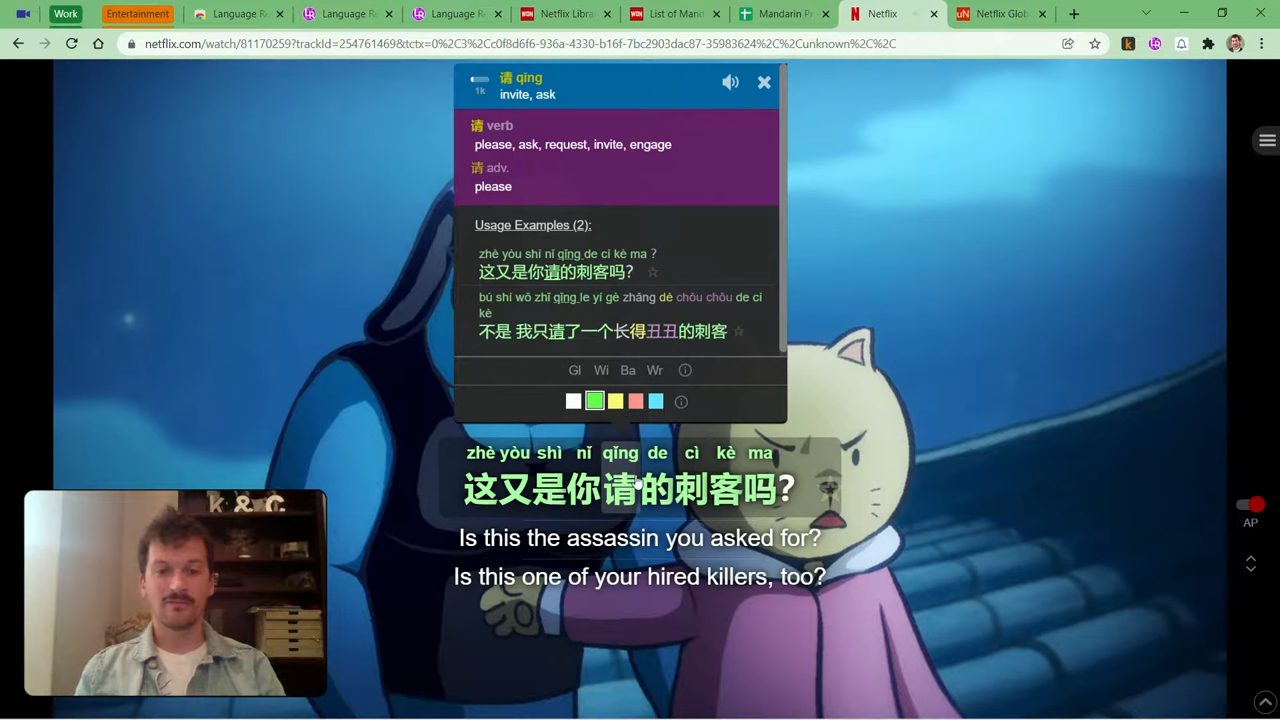 Work
Entertainment
Language Re
Language Re
Language Re
Netflix Libra
List of Mand
Mandarin Pr
Netflix
Netflix Glob
netflix.com/watch/81170259?trackId=254761469&tctx=0%2C3%2Cc0f8d6f6-936a-4330-b16f-7bc2903dac87-35983624%2C%2Cunknown%2C%2C
请 qǐng
1k
invite, ask
请 verb
please, ask, request, invite, engage
请 adv.
please
Usage Examples (2):
zhè yòu shì nǐ qǐng de cì kè ma ?
这又是你请的刺客吗?
bú shì wǒ zhǐ qǐng le yí gè zhǎng dé chǒu chǒu de cì
kè
不是 我只请了一个长得丑丑的刺客
Gl Wi Ba Wr
zhè yòu shì nǐ qǐng de cì kè ma
这又是你请的刺客吗?
Is this the assassin you asked for?
Is this one of your hired killers, too?
AP
k & C